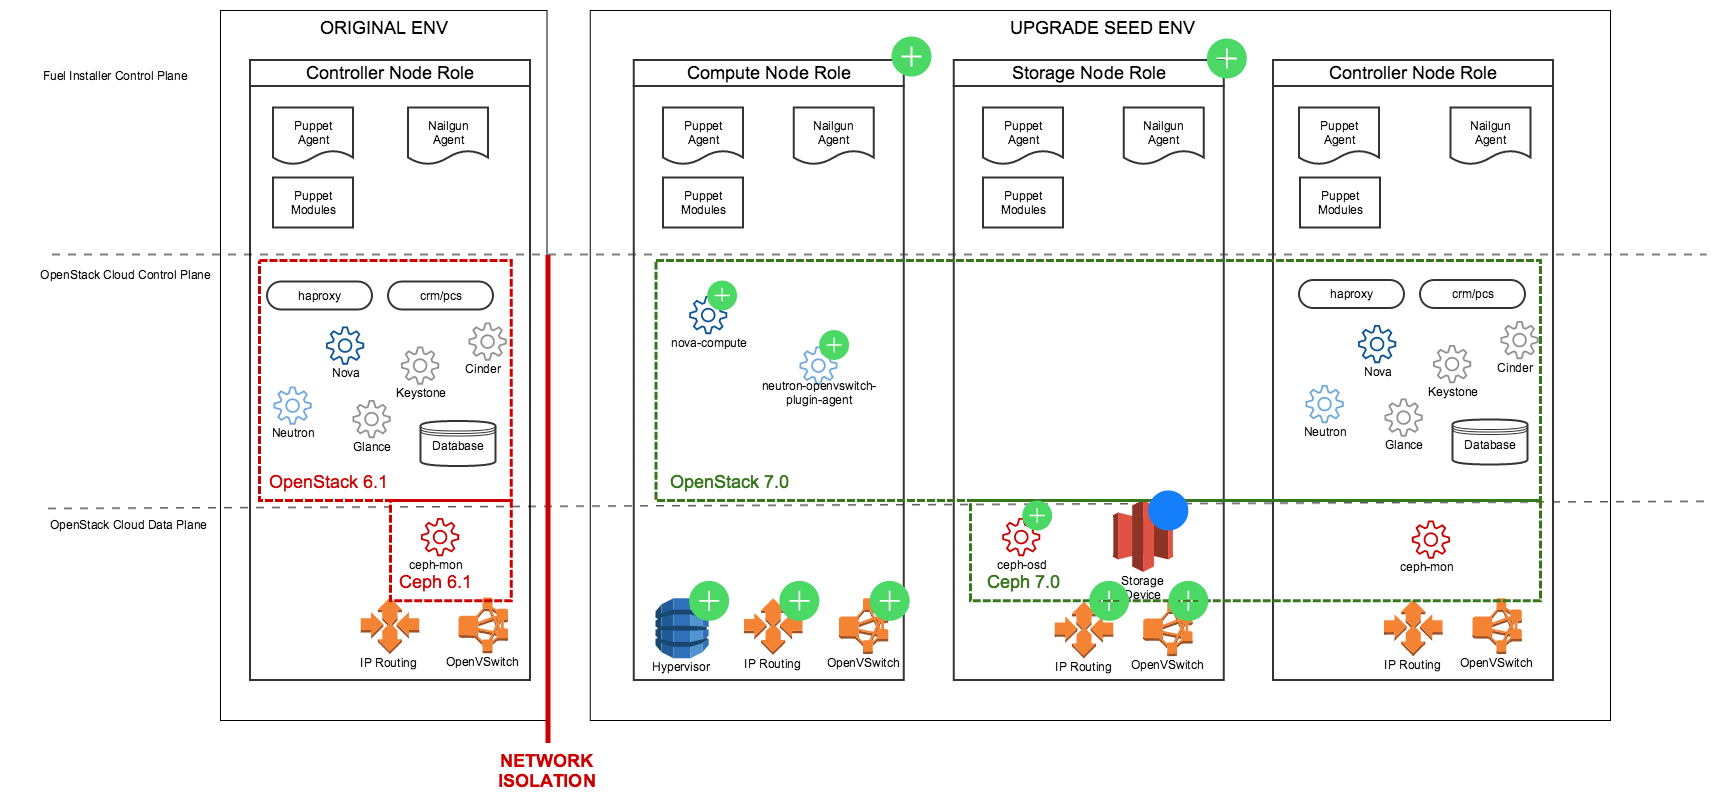 ORIGINAL ENV
UPGRADE SEED ENV
Fuel Installer Control Plane
Controller Node Role
Compute Node Role
Storage Node Role
Controller Node Role
Puppet
Agent
Nailgun
Agent
Puppet
Modules
Puppet
Agent
Nailgun
Agent
Puppet
Modules
Puppet
Agent
Nailgun
Agent
Puppet
Modules
Puppet
Agent
Nailgun
Agent
Puppet
Modules
OpenStack Cloud Control Plane
haproxy
crm/pcs
Nova
Keystone
Cinder
Neutron
Glance
Database
OpenStack 6.1
nova-compute
neutron-openvswitch-
plugin-agent
OpenStack 7.0
haproxy
crm/pcs
Nova
Keystone
Cinder
Neutron
Glance
Database
OpenStack Cloud Data Plane
ceph-mon
Ceph 6.1
IP Routing
OpenVSwitch
Hypervisor
IP Routing
OpenVSwitch
ceph-osd
Ceph 7.0
Storage
Device
IP Routing
OpenVSwitch
ceph-mon
IP Routing
OpenVSwitch
NETWORK
ISOLATION